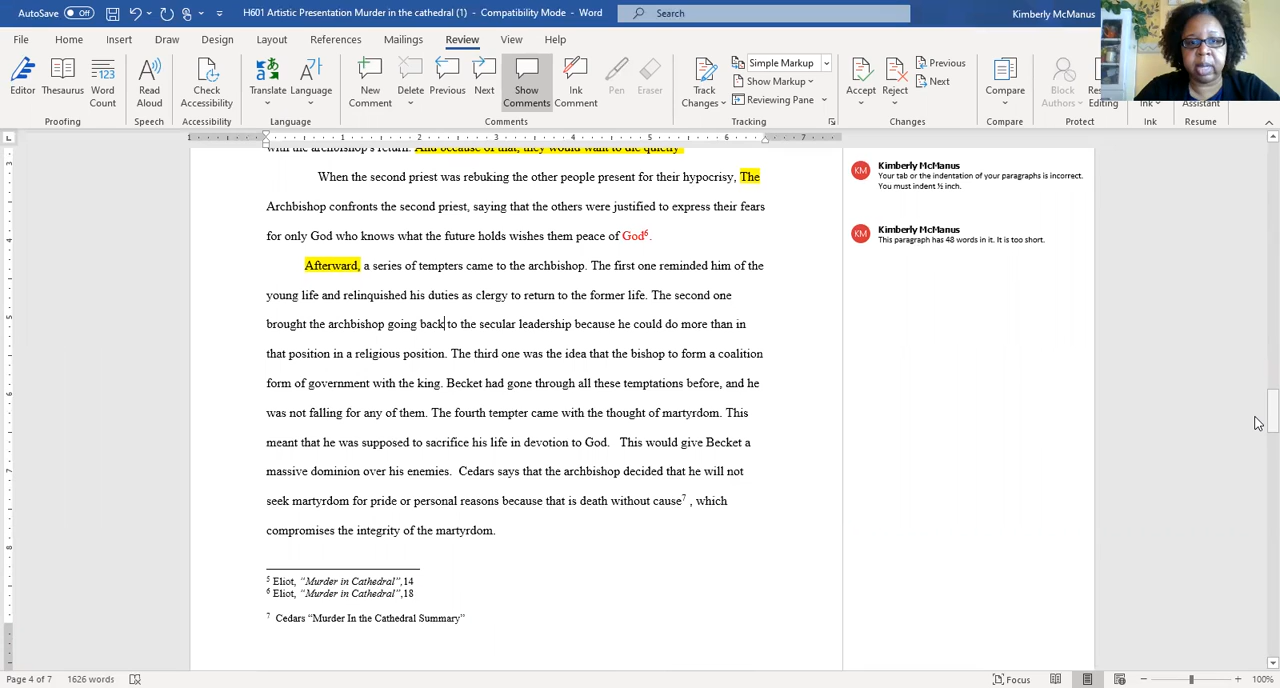 AutoSave Off H601 Artistic Presentation Murder in the cathedral (1) - Compatibility Mode - Word Search Kimberly McManus
File Home Insert Draw Design Layout References Mailings Review View Help
Editor Thesaurus Word Count Read Aloud Check Accessibility Translate Language New Comment Delete Previous Next Show Comments Ink Comment Pen Eraser Track Changes Simple Markup Show Markup Reviewing Pane Accept Reject Previous Next Compare Block Authors Editing Ink Assistant
Proofing Speech Accessibility Language Comments Tracking Changes Compare Protect Ink Resume
with the archbishop's return. And because of that, they would want to die quietly
When the second priest was rebuking the other people present for their hypocrisy, The
Archbishop confronts the second priest, saying that the others were justified to express their fears
for only God who knows what the future holds wishes them peace of God6.
Afterward, a series of tempters came to the archbishop. The first one reminded him of the
young life and relinquished his duties as clergy to return to the former life. The second one
brought the archbishop going back to the secular leadership because he could do more than in
that position in a religious position. The third one was the idea that the bishop to form a coalition
form of government with the king. Becket had gone through all these temptations before, and he
was not falling for any of them. The fourth tempter came with the thought of martyrdom. This
meant that he was supposed to sacrifice his life in devotion to God. This would give Becket a
massive dominion over his enemies. Cedars says that the archbishop decided that he will not
seek martyrdom for pride or personal reasons because that is death without cause7 , which
compromises the integrity of the martyrdom.
5 Eliot, "Murder in Cathedral",14
6 Eliot, "Murder in Cathedral",18
7 Cedars "Murder In the Cathedral Summary"
KM Kimberly McManus
Your tab or the indentation of your paragraphs is incorrect.
You must indent ½ inch.
KM Kimberly McManus
This paragraph has 48 words in it. It is too short.
Page 4 of 7 1626 words Focus 100%